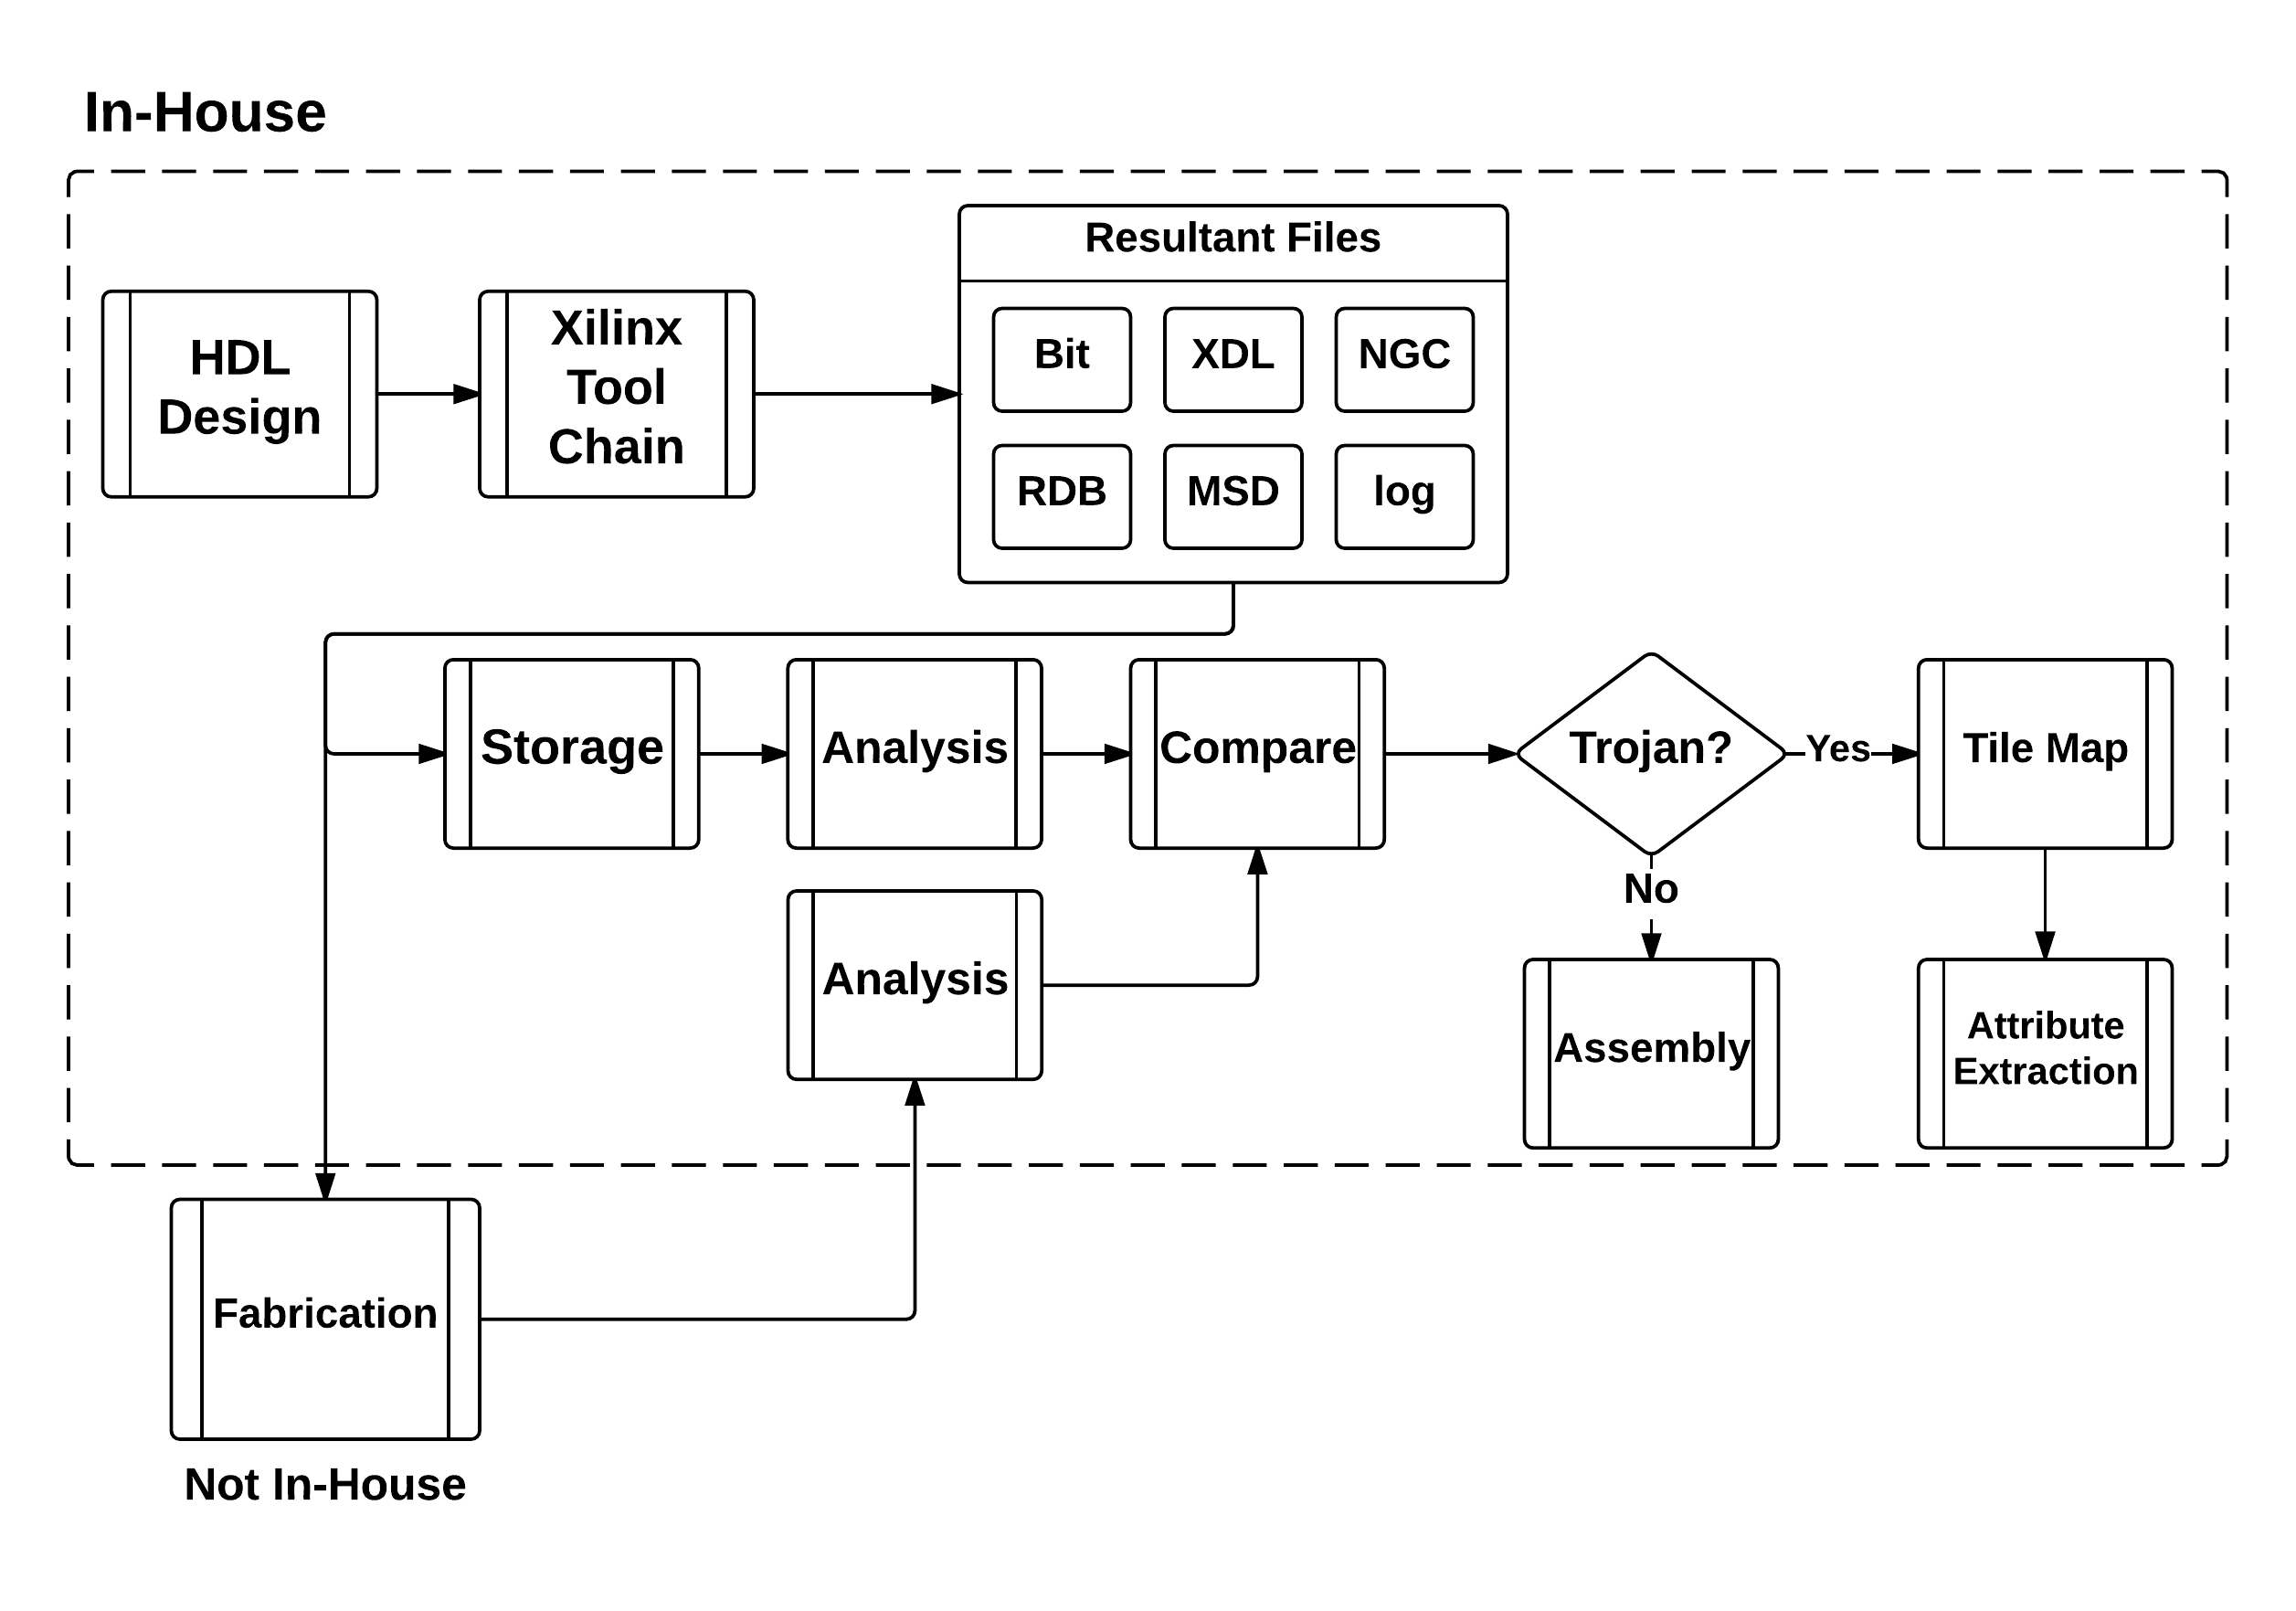 In-House
HDL
Design
Xilinx
Tool
Chain
Resultant Files
Bit
XDL
NGC
RDB
MSD
log
Storage
Analysis
Compare
Trojan?
Yes
Tile Map
No
Analysis
Assembly
Attribute
Extraction
Fabrication
Not In-House